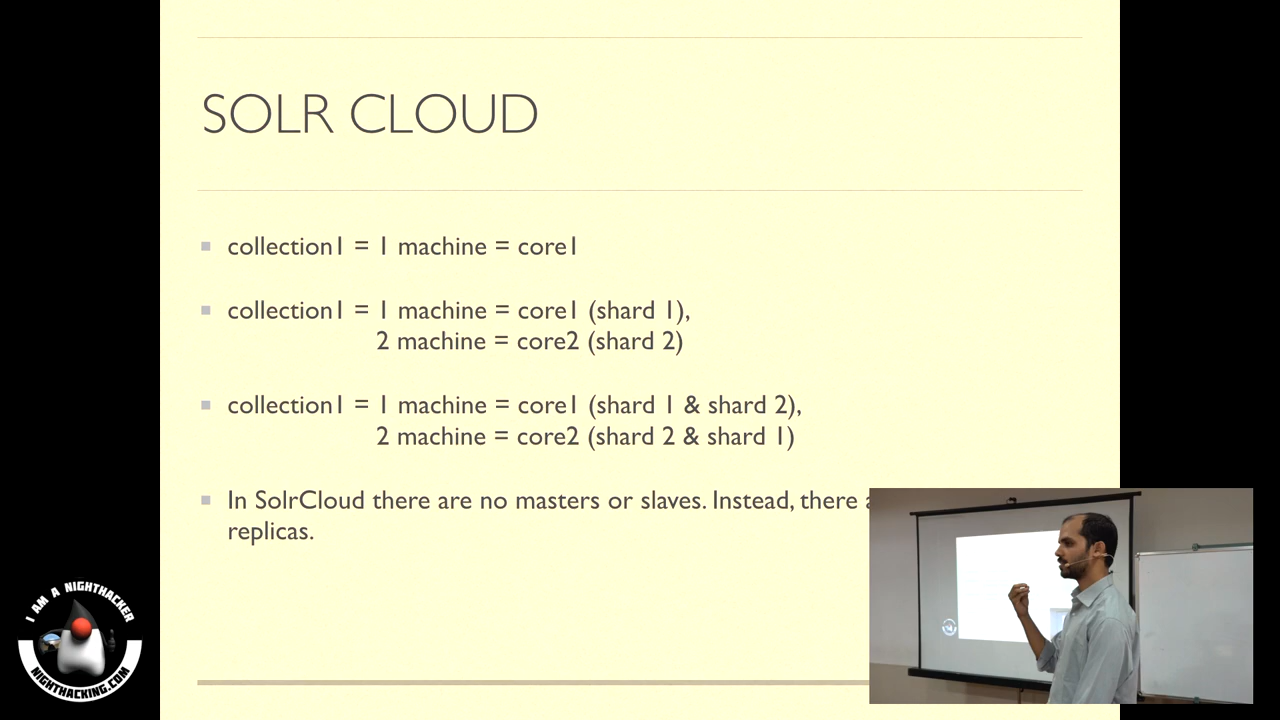 SOLR CLOUD
collection1 = 1 machine = core1
collection1 = 1 machine = core1 (shard 1),
2 machine = core2 (shard 2)
collection1 = 1 machine = core1 (shard 1 & shard 2),
2 machine = core2 (shard 2 & shard 1)
In SolrCloud there are no masters or slaves. Instead, there
replicas.
I AM A NIGHTHACKER
NIGHTHACKING.COM